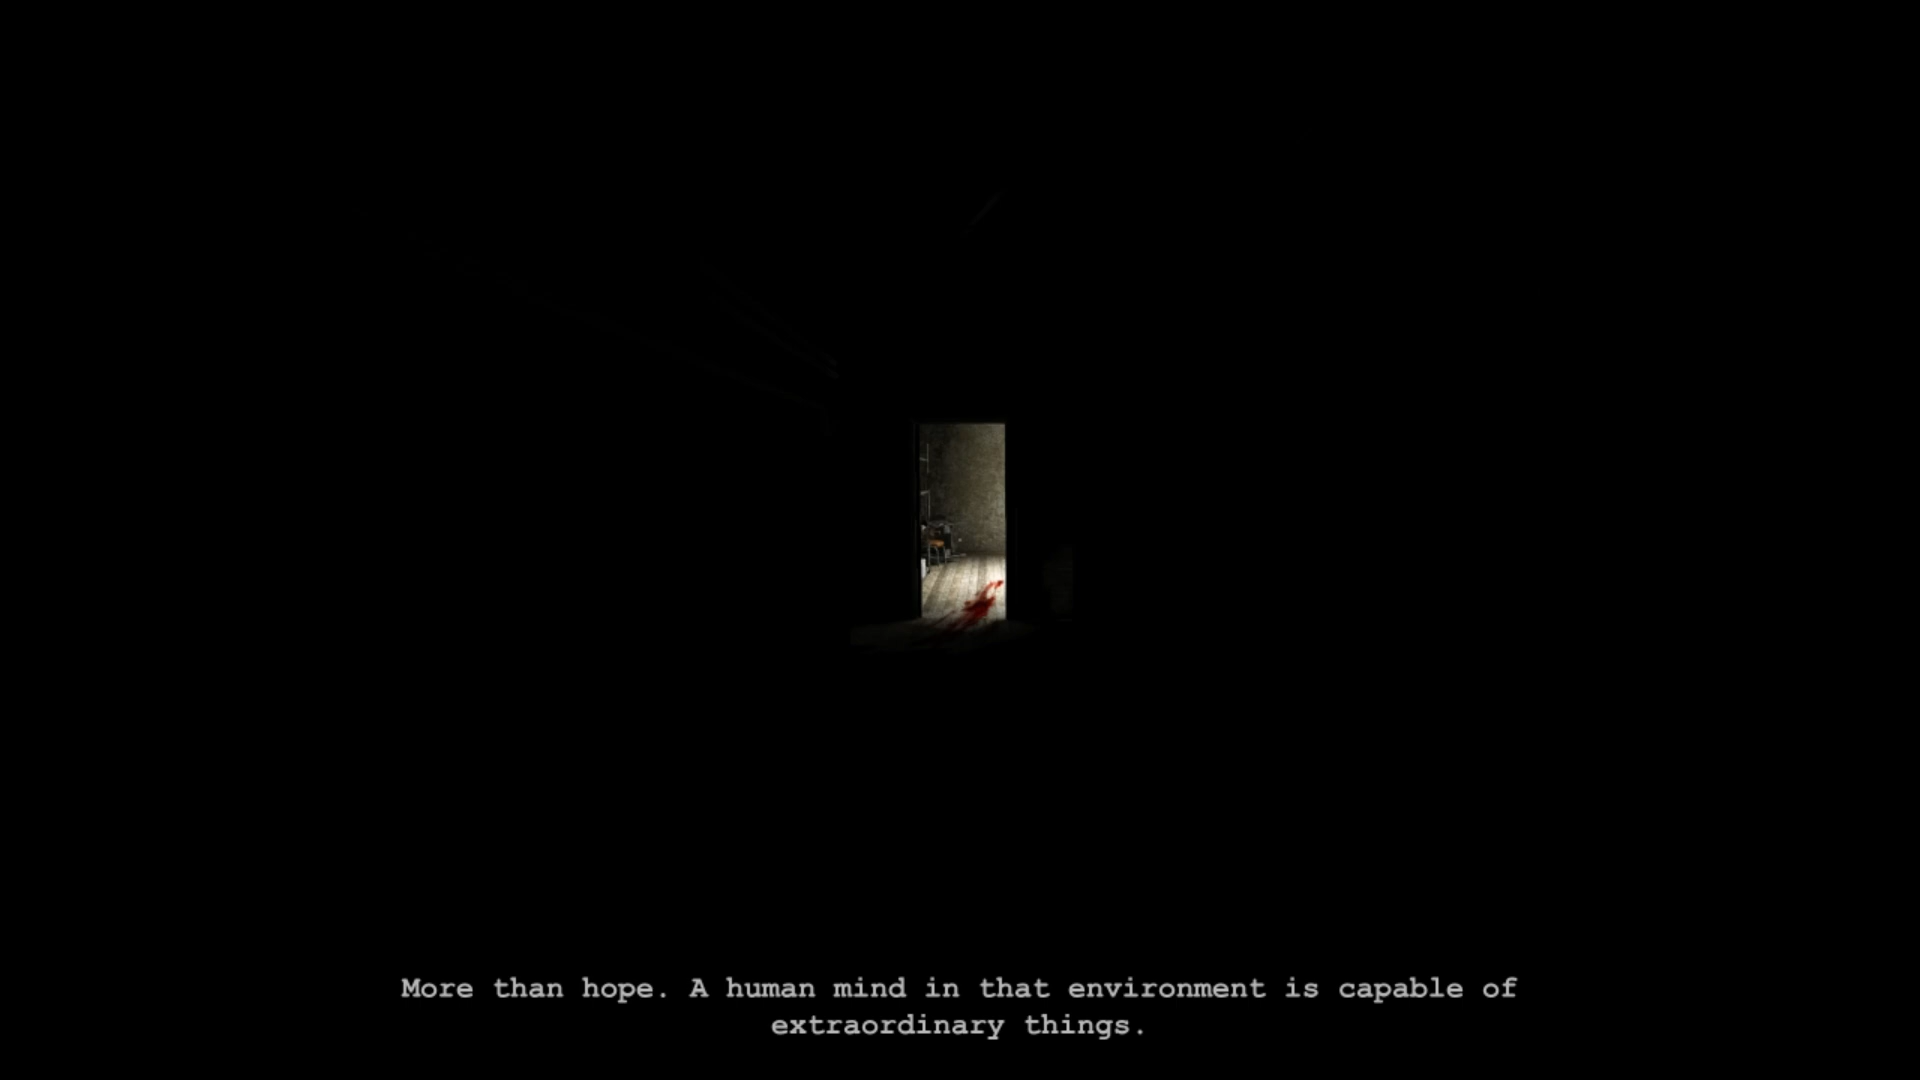 More than hope. A human mind in that environment is capable of
extraordinary things.